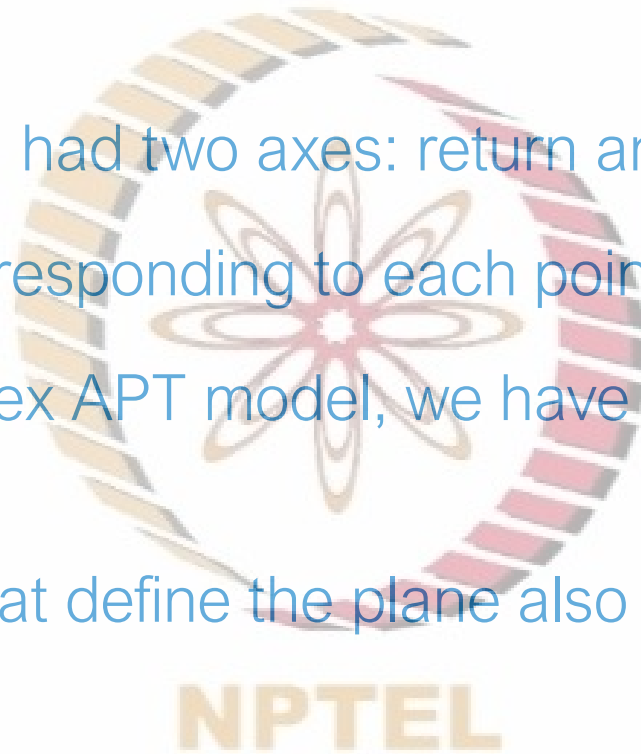 had two axes: return an
responding to each poin
ex APT model, we have
at define the plane also
NPTEL